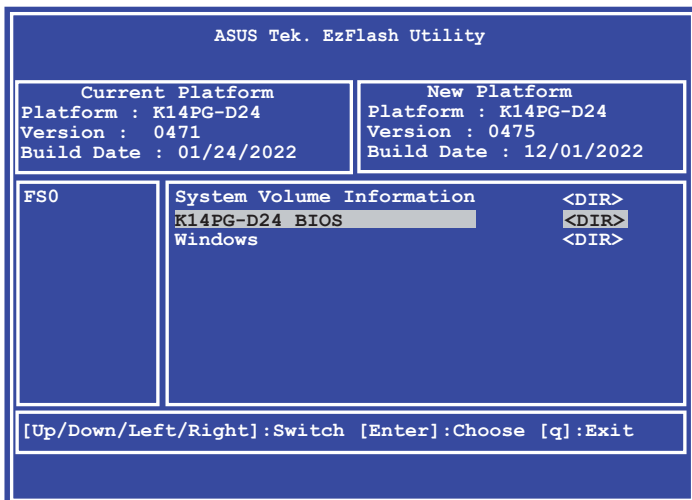 ASUS Tek. EzFlash Utility
Current Platform
Platform : K14PG-D24
Version : 0471
Build Date : 01/24/2022
New Platform
Platform : K14PG-D24
Version : 0475
Build Date : 12/01/2022
FS0
System Volume Information <DIR>
K14PG-D24 BIOS <DIR>
Windows <DIR>
[Up/Down/Left/Right]:Switch [Enter]:Choose [q]:Exit